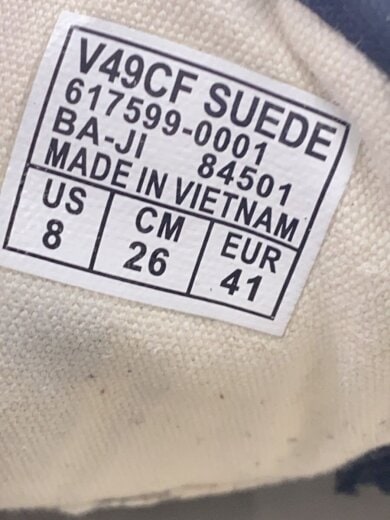 V49CF SUEDE
617599-0001
BA-JI 84501
MADE IN VIETNAM
US CM EUR
8 26 41